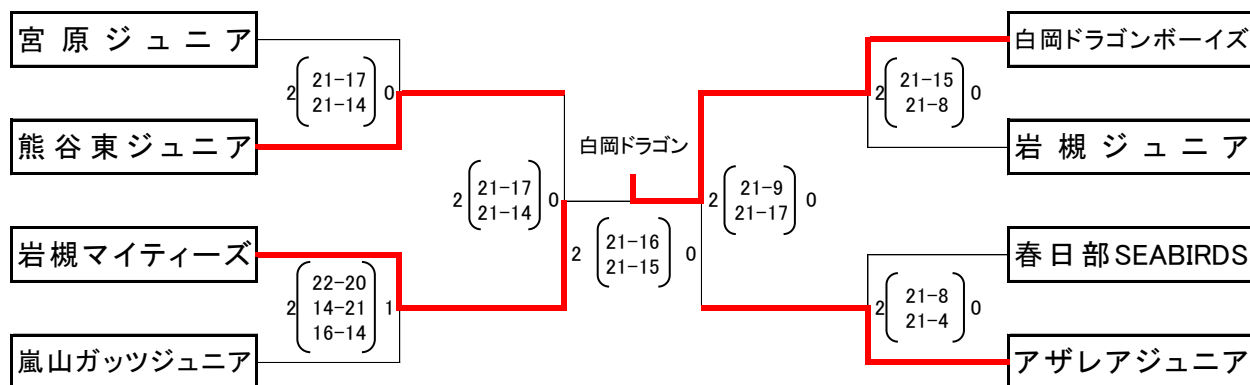 宮原ジュニア
2 21-17 0
21-14
熊谷東ジュニア
岩槻マイティーズ
2 22-20 1
14-21
16-14
嵐山ガッツジュニア
2 21-17 0
21-14
白岡ドラゴン
2 21-16 0
21-15
2 21-9 0
21-17
白岡ドラゴンボーイズ
2 21-15 0
21-8
岩槻ジュニア
春日部SEABIRDS
2 21-8 0
21-4
アザレアジュニア